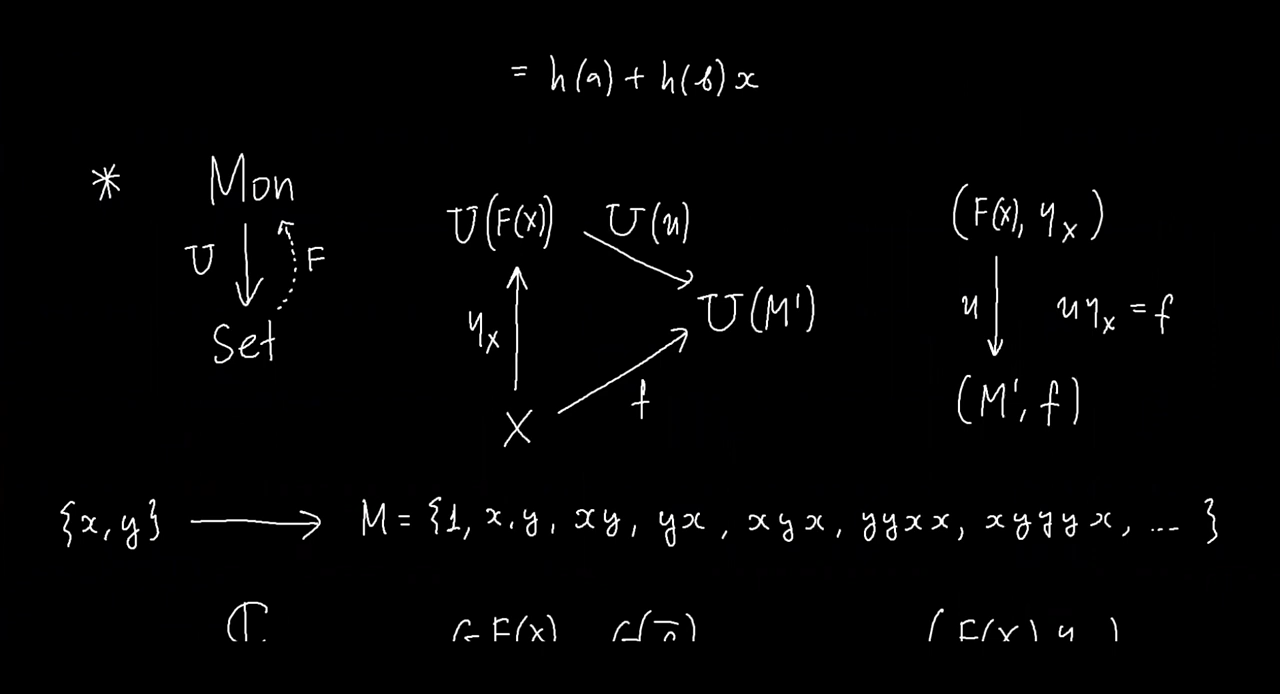 = h(a) + h(b)x
* Mon
U(F(X)) U(u) (F(X), η_X)
U F
η_X U(M') u uη_X = f
Set
f (M', f)
X
{x, y} ⟶ M = {1, x, y, xy, yx, xyx, yyxx, xyyyx, ... }
F(X) (F(X)